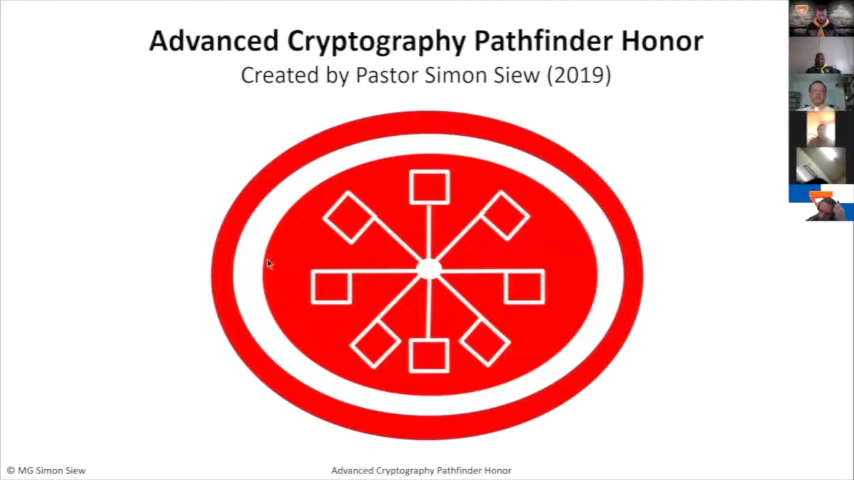 Advanced Cryptography Pathfinder Honor
Created by Pastor Simon Siew (2019)
© MG Simon Siew
Advanced Cryptography Pathfinder Honor